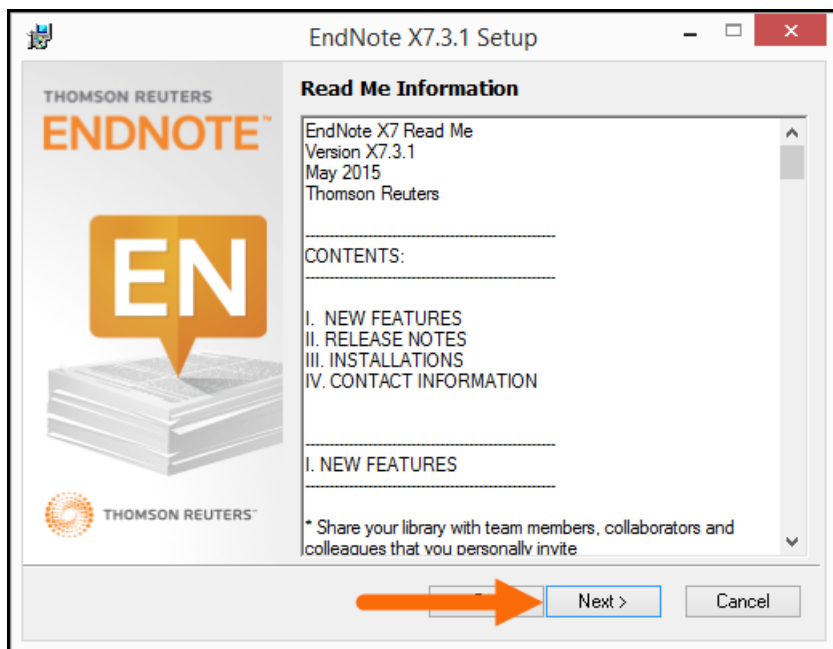 EndNote X7.3.1 Setup
THOMSON REUTERS
ENDNOTE™
EN
THOMSON REUTERS™
Read Me Information
EndNote X7 Read Me
Version X7.3.1
May 2015
Thomson Reuters
CONTENTS:
I. NEW FEATURES
II. RELEASE NOTES
III. INSTALLATIONS
IV. CONTACT INFORMATION
I. NEW FEATURES
* Share your library with team members, collaborators and
colleagues that you personally invite
Next >
Cancel